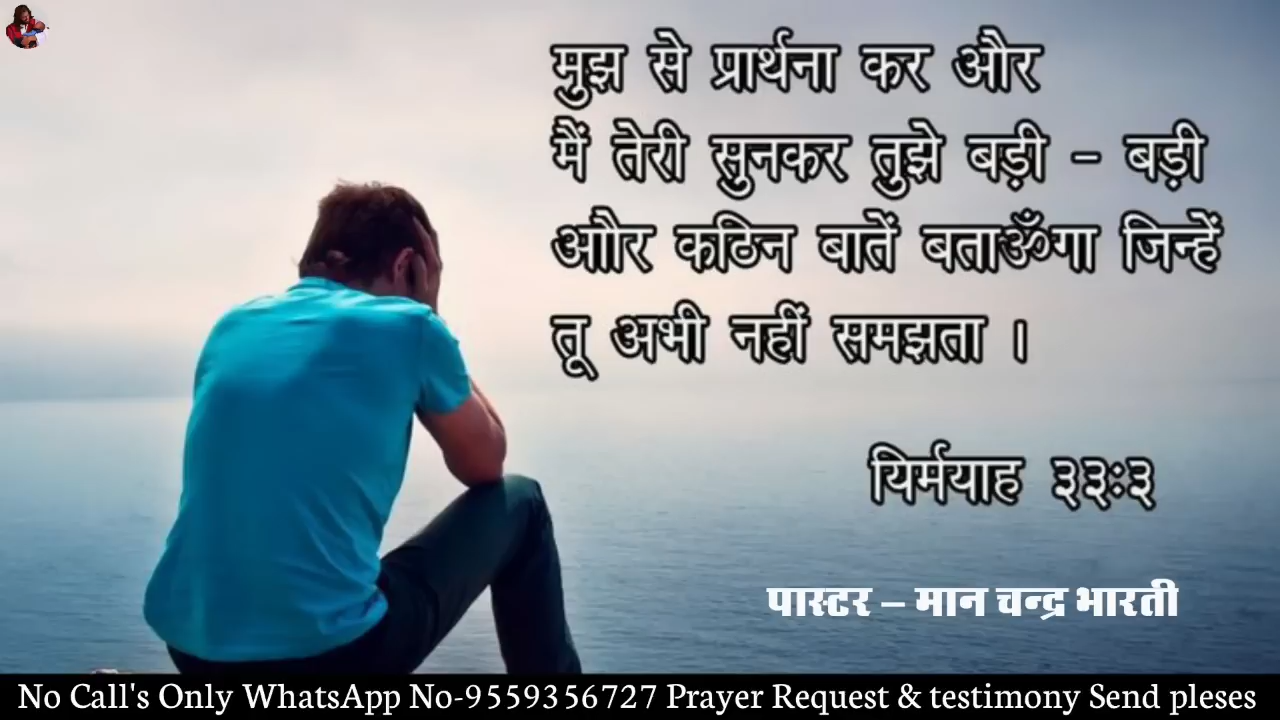 मुझ से प्रार्थना कर और
मैं तेरी सुनकर तुझे बड़ी - बड़ी
और कठिन बातें बताॐगा जिन्हें
तू अभी नहीं समझता ।
यिर्मयाह ३३:३
पास्टर – मान चन्द्र भारती
No Call's Only WhatsApp No-9559356727 Prayer Request & testimony Send pleses